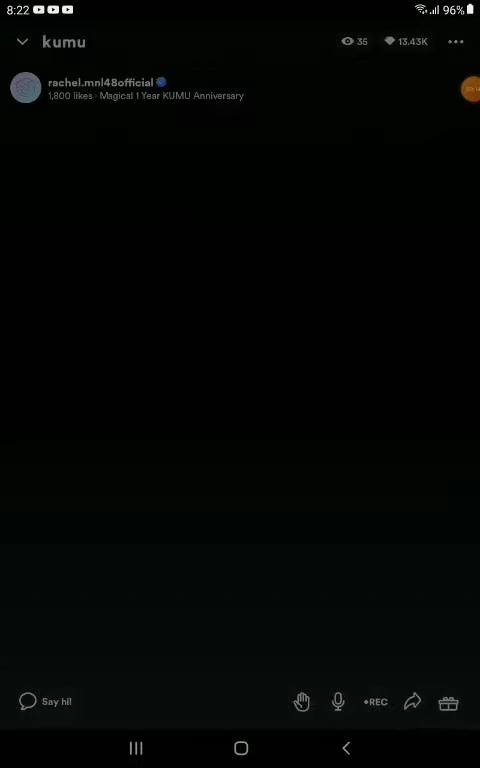 8:22 96%
kumu 35 13.43K
rachel.mnl48official
1,800 likes · Magical 1 Year KUMU Anniversary
Say hi! •REC